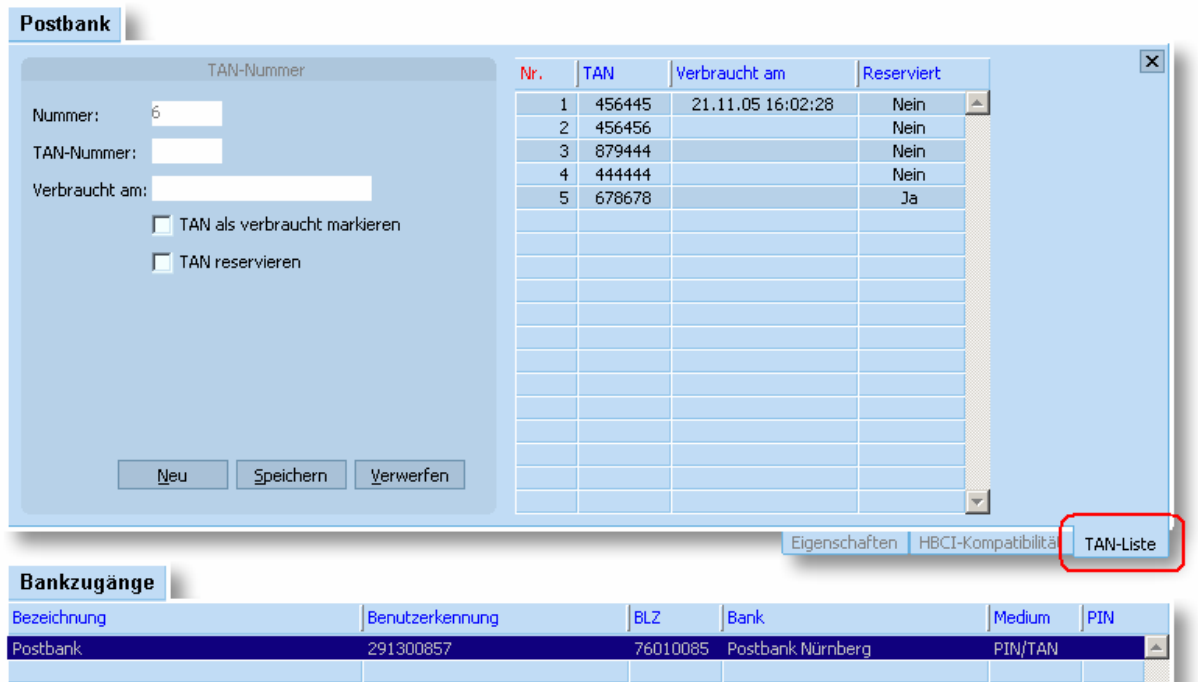 Postbank
TAN-Nummer
Nummer: 6
TAN-Nummer:
Verbraucht am:
TAN als verbraucht markieren
TAN reservieren
Neu Speichern Verwerfen
Nr. TAN Verbraucht am Reserviert
1 456445 21.11.05 16:02:28 Nein
2 456456 Nein
3 879444 Nein
4 444444 Nein
5 678678 Ja
Eigenschaften HBCI-Kompatibilität TAN-Liste
Bankzugänge
Bezeichnung Benutzerkennung BLZ Bank Medium PIN
Postbank 291300857 76010085 Postbank Nürnberg PIN/TAN